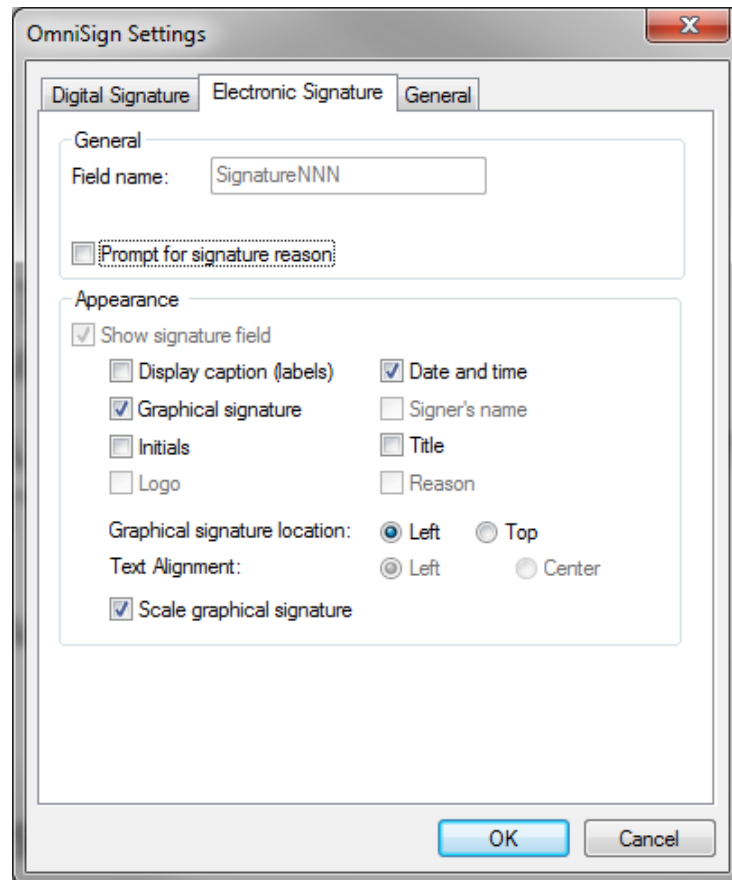 OmniSign Settings
Digital Signature Electronic Signature General
General
Field name: SignatureNNN
Prompt for signature reason
Appearance
Show signature field
Display caption (labels) Date and time
Graphical signature Signer's name
Initials Title
Logo Reason
Graphical signature location: Left Top
Text Alignment: Left Center
Scale graphical signature
OK Cancel